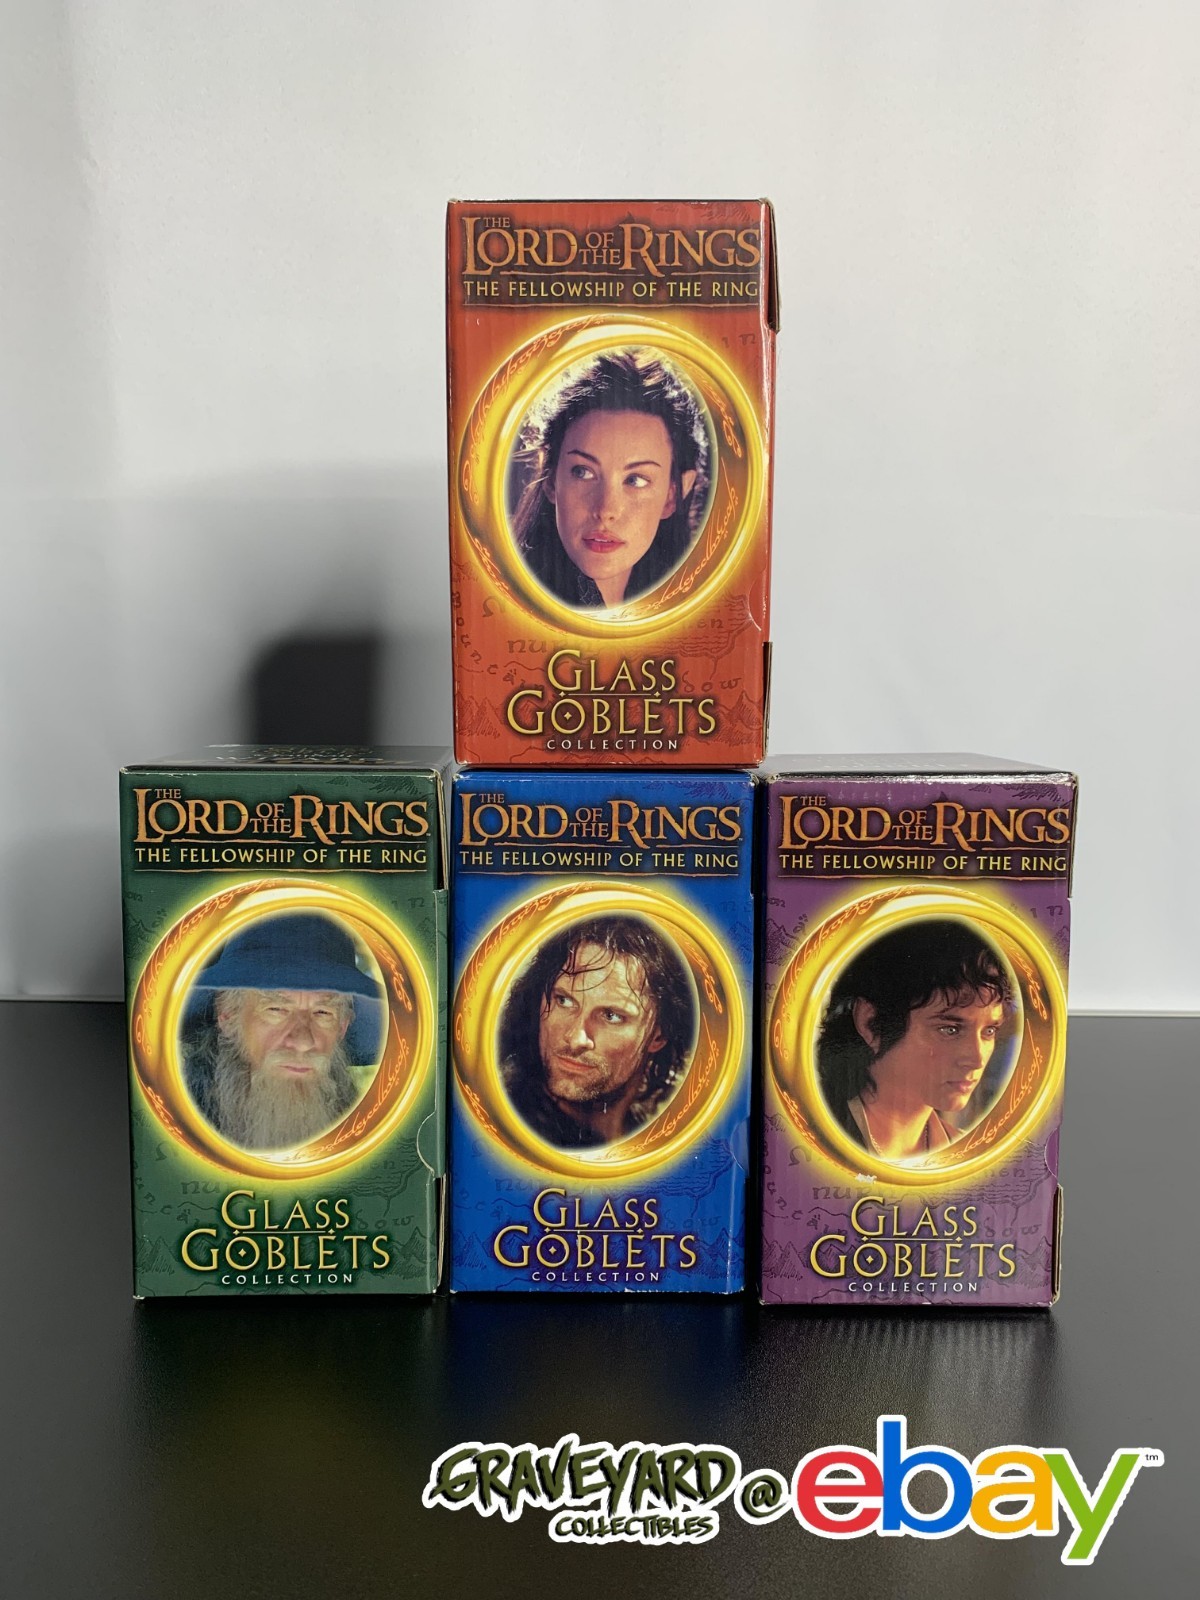 THE
LORD OF THE RINGS
THE FELLOWSHIP OF THE RING
GLASS
GOBLETS
COLLECTION
THE
LORD OF THE RINGS
THE FELLOWSHIP OF THE RING
GLASS
GOBLETS
COLLECTION
THE
LORD OF THE RINGS
THE FELLOWSHIP OF THE RING
GLASS
GOBLETS
COLLECTION
THE
LORD OF THE RINGS
THE FELLOWSHIP OF THE RING
GLASS
GOBLETS
COLLECTION
GRAVEYARD @ ebay™
COLLECTIBLES